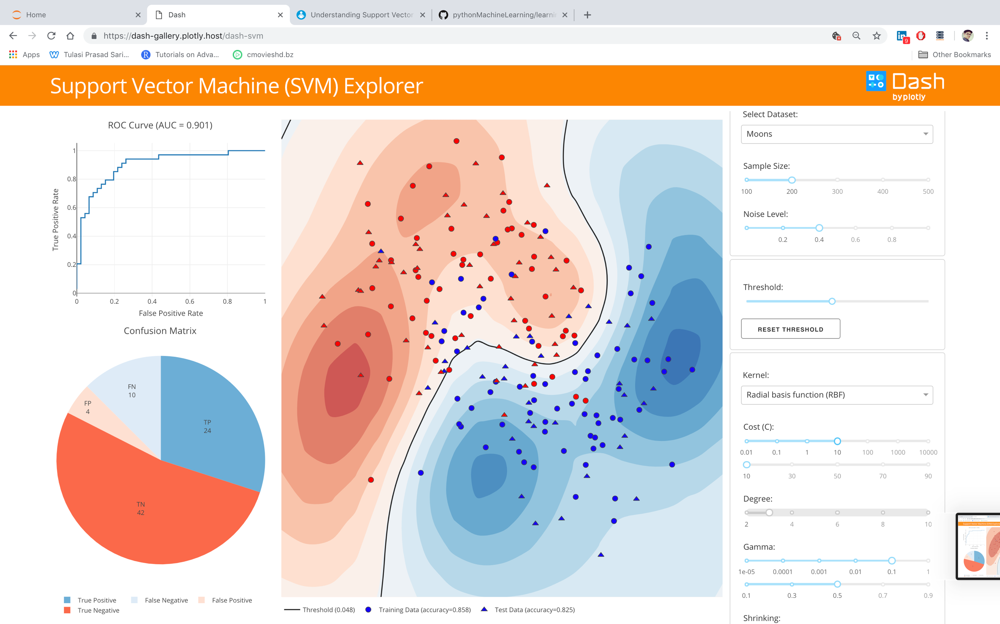 Home
Dash
Understanding Support Vector
pythonMachineLearning/learnin
https://dash-gallery.plotly.host/dash-svm
9
Apps
Tulasi Prasad Sari...
R
Tutorials on Adva...
cmovieshd.bz
Other Bookmarks
Support Vector Machine (SVM) Explorer
Dash
by plotly
ROC Curve (AUC = 0.901)
1
0.8
0.6
0.4
0.2
0
True Positive Rate
0 0.2 0.4 0.6 0.8 1
False Positive Rate
Confusion Matrix
FN
10
FP
4
TP
24
TN
42
True Positive False Negative False Positive
True Negative
Threshold (0.048) Training Data (accuracy=0.858) Test Data (accuracy=0.825)
Select Dataset:
Moons
Sample Size:
100 200 300 400 500
Noise Level:
0.2 0.4 0.6 0.8
Threshold:
RESET THRESHOLD
Kernel:
Radial basis function (RBF)
Cost (C):
0.01 0.1 1 10 100 1000 10000
10 30 50 70 90
Degree:
2 4 6 8 10
Gamma:
1e-05 0.0001 0.001 0.01 0.1 1
0.1 0.3 0.5 0.7 0.9
Shrinking: